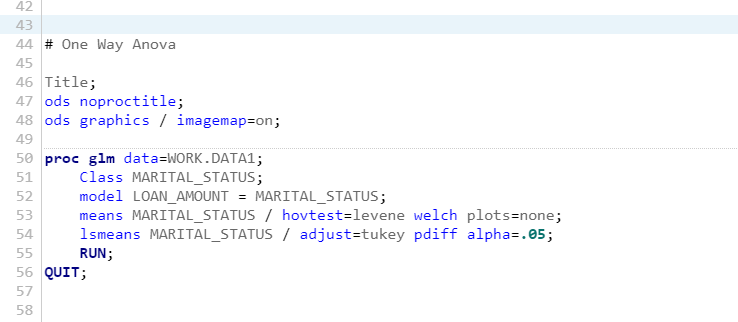 42
43
44 # One Way Anova
45
46 Title;
47 ods noproctitle;
48 ods graphics / imagemap=on;
49
50 proc glm data=WORK.DATA1;
51     Class MARITAL_STATUS;
52     model LOAN_AMOUNT = MARITAL_STATUS;
53     means MARITAL_STATUS / hovtest=levene welch plots=none;
54     lsmeans MARITAL_STATUS / adjust=tukey pdiff alpha=.05;
55     RUN;
56 QUIT;
57
58